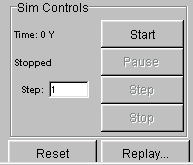 Sim Controls
Time: 0 Y
Start
Pause
Stopped
Step: 1
Step
Stop
Reset
Replay...